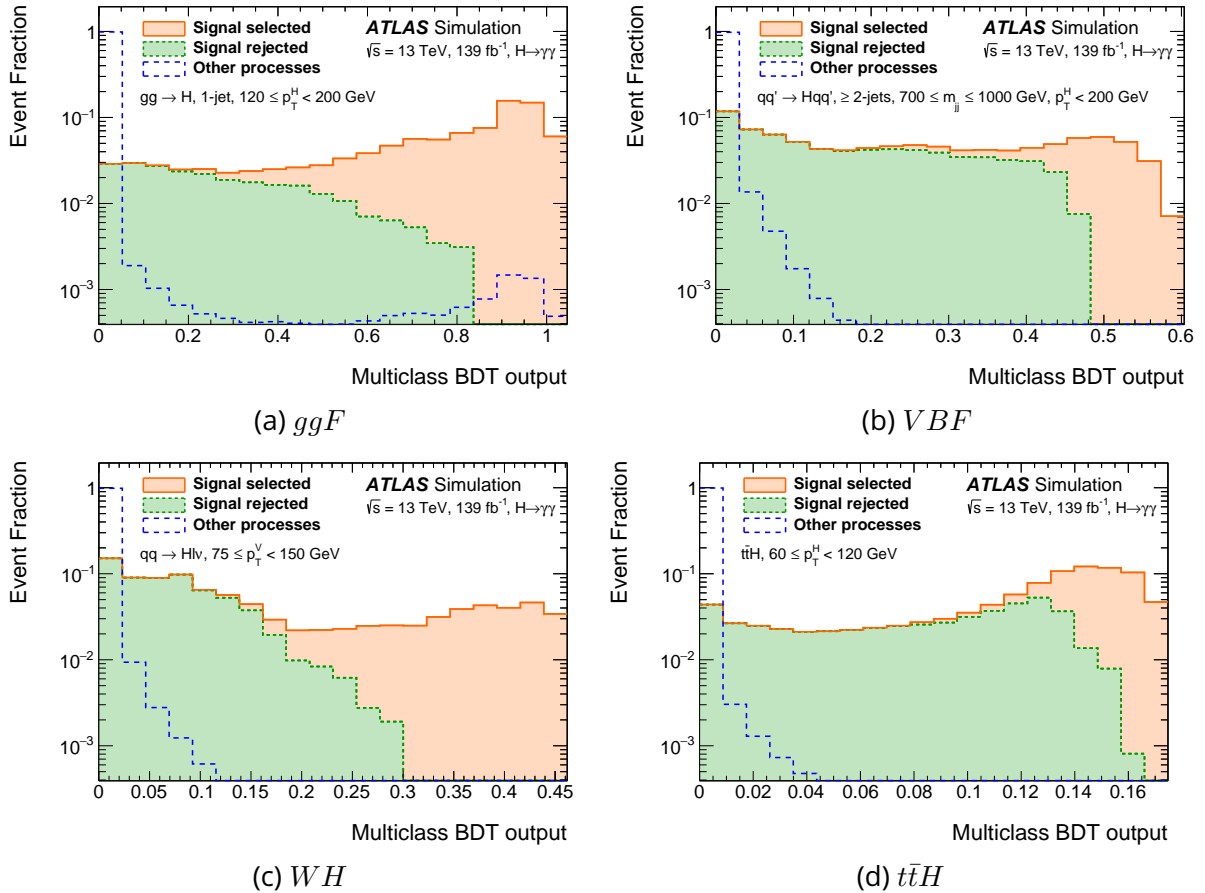 Event Fraction
1
10⁻¹
10⁻²
10⁻³
Signal selected
Signal rejected
Other processes
ATLAS Simulation
√s = 13 TeV, 139 fb⁻¹, H→γγ
gg → H, 1-jet, 120 ≤ p_T^H < 200 GeV
0 0.2 0.4 0.6 0.8 1
Multiclass BDT output
(a) ggF
Event Fraction
1
10⁻¹
10⁻²
10⁻³
Signal selected
Signal rejected
Other processes
ATLAS Simulation
√s = 13 TeV, 139 fb⁻¹, H→γγ
qq' → Hqq', ≥ 2-jets, 700 ≤ m_jj ≤ 1000 GeV, p_T^H < 200 GeV
0 0.1 0.2 0.3 0.4 0.5 0.6
Multiclass BDT output
(b) VBF
Event Fraction
1
10⁻¹
10⁻²
10⁻³
Signal selected
Signal rejected
Other processes
ATLAS Simulation
√s = 13 TeV, 139 fb⁻¹, H→γγ
qq → Hlν, 75 ≤ p_T^V < 150 GeV
0 0.05 0.1 0.15 0.2 0.25 0.3 0.35 0.4 0.45
Multiclass BDT output
(c) WH
Event Fraction
1
10⁻¹
10⁻²
10⁻³
Signal selected
Signal rejected
Other processes
ATLAS Simulation
√s = 13 TeV, 139 fb⁻¹, H→γγ
tt̄H, 60 ≤ p_T^H < 120 GeV
0 0.02 0.04 0.06 0.08 0.1 0.12 0.14 0.16
Multiclass BDT output
(d) tt̄H